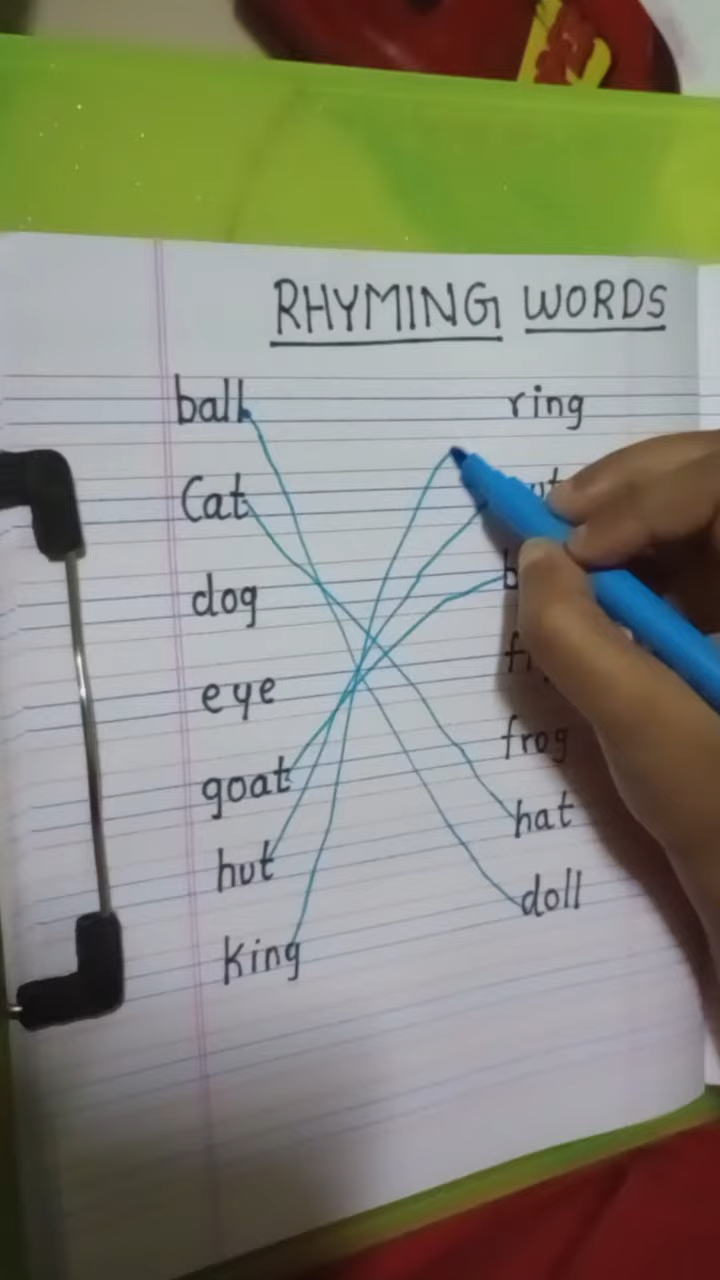 RHYMING WORDS
ball ring
Cat
dog
eye
goat frog
hut hat
King doll